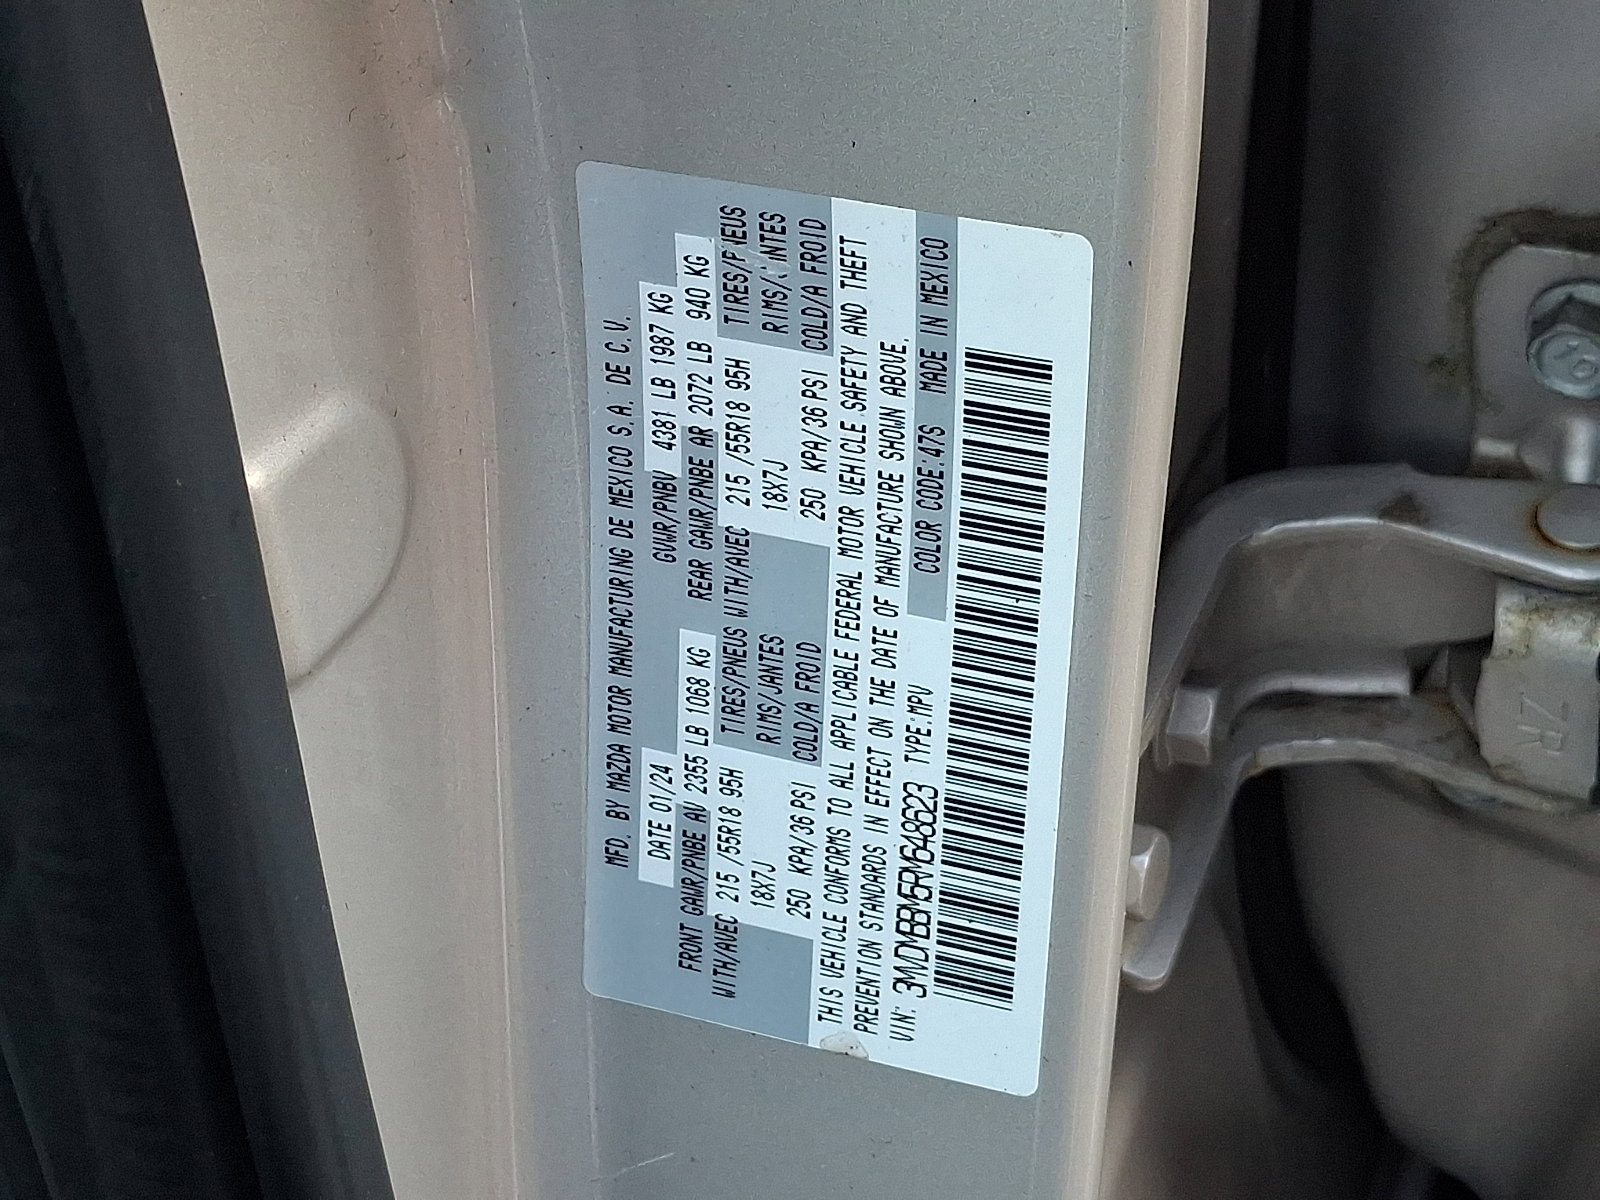 MFD. BY MAZDA MOTOR MANUFACTURING DE MEXICO S.A. DE C.V.
DATE 01/24 GVWR/PNBV 4381 LB 1987 KG
FRONT GAWR/PNBE AV 2355 LB 1068 KG REAR GAWR/PNBE AR 2072 LB 940 KG
WITH/AVEC 215 /55R18 95H TIRES/PNEUS WITH/AVEC 215 /55R18 95H TIRES/PNEUS
18X7J RIMS/JANTES 18X7J RIMS/JANTES
250 KPA/36 PSI COLD/A FROID 250 KPA/36 PSI COLD/A FROID
THIS VEHICLE CONFORMS TO ALL APPLICABLE FEDERAL MOTOR VEHICLE SAFETY AND THEFT
PREVENTION STANDARDS IN EFFECT ON THE DATE OF MANUFACTURE SHOWN ABOVE.
VIN: 3MVDMBBM5RM648623 TYPE:MPV COLOR CODE:47S MADE IN MEXICO
ZR